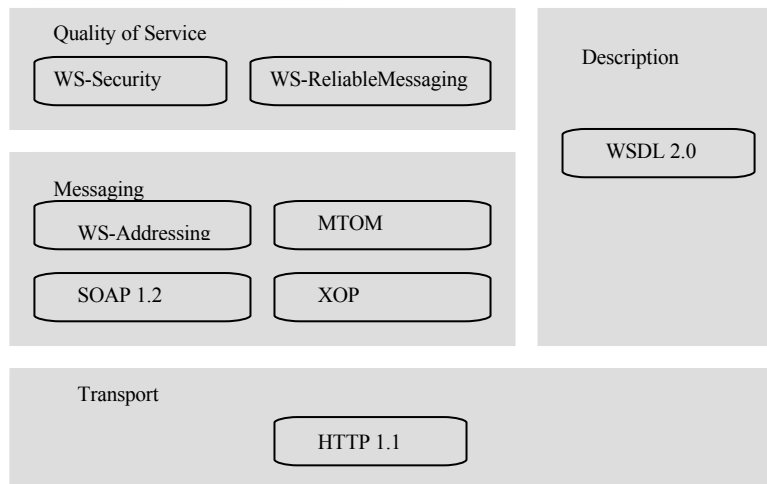 Quality of Service
WS-Security
WS-ReliableMessaging
Description
WSDL 2.0
Messaging
WS-Addressing
MTOM
SOAP 1.2
XOP
Transport
HTTP 1.1